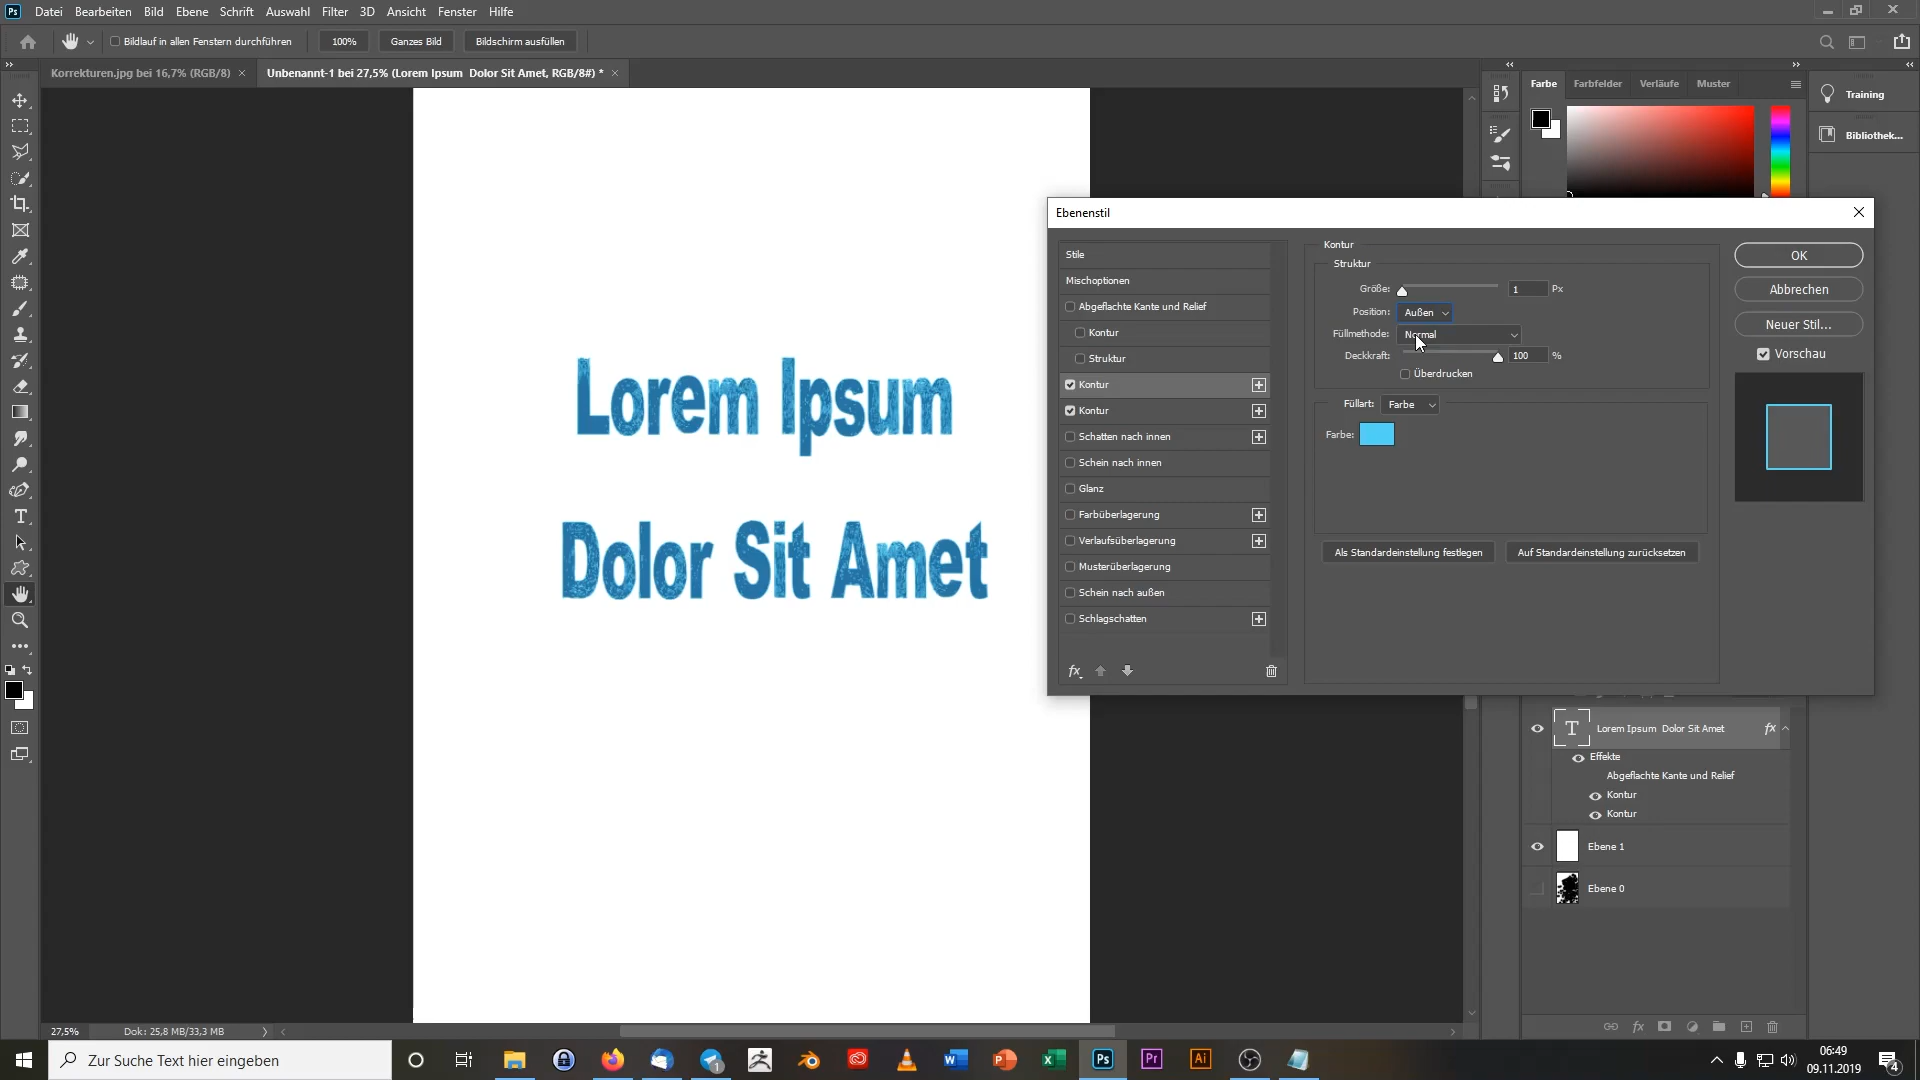 Ps Datei Bearbeiten Bild Ebene Schrift Auswahl Filter 3D Ansicht Fenster Hilfe
Bildlauf in allen Fenstern durchführen 100% Ganzes Bild Bildschirm ausfüllen
Korrekturen.jpg bei 16,7% (RGB/8) × Unbenannt-1 bei 27,5% (Lorem Ipsum Dolor Sit Amet, RGB/8#) * ×
Farbe Farbfelder Verläufe Muster
Training
Bibliothek...
Lorem Ipsum
Dolor Sit Amet
Ebenenstil
Stile
Mischoptionen
Abgeflachte Kante und Relief
Kontur
Struktur
Kontur
Kontur
Schatten nach innen
Schein nach innen
Glanz
Farbüberlagerung
Verlaufsüberlagerung
Musterüberlagerung
Schein nach außen
Schlagschatten
fx
Kontur
Struktur
Größe: 1 Px
Position: Außen
Füllmethode: Normal
Deckkraft: 100 %
Überdrucken
Füllart: Farbe
Farbe:
Als Standardeinstellung festlegen Auf Standardeinstellung zurücksetzen
OK
Abbrechen
Neuer Stil...
Vorschau
T Lorem Ipsum Dolor Sit Amet fx
Effekte
Abgeflachte Kante und Relief
Kontur
Kontur
Ebene 1
Ebene 0
fx
27,5% Dok: 25,8 MB/33,3 MB
Zur Suche Text hier eingeben
Ps Pr Ai
06:49
09.11.2019
4